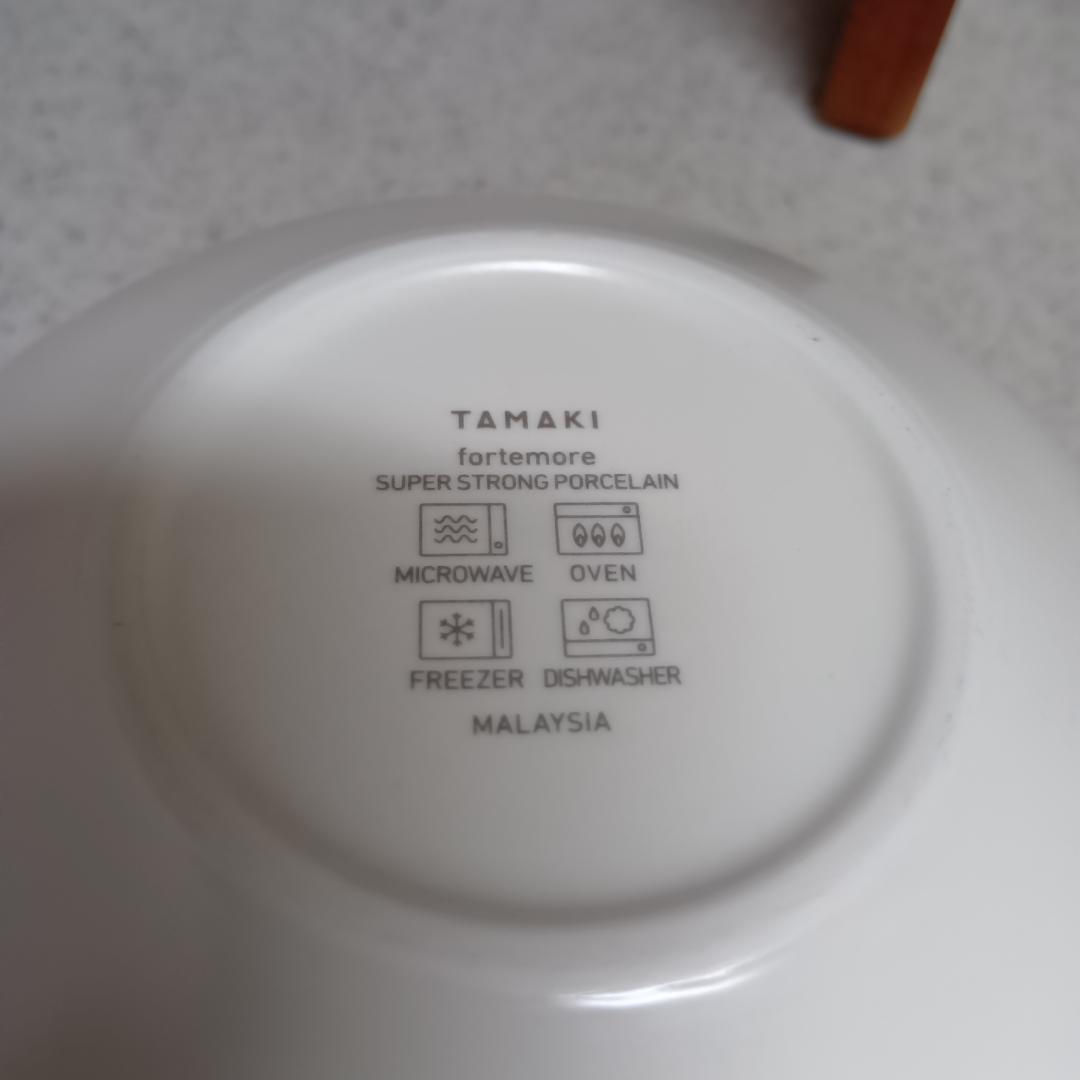 TAMAKI
fortemore
SUPER STRONG PORCELAIN
MICROWAVE OVEN
FREEZER DISHWASHER
MALAYSIA